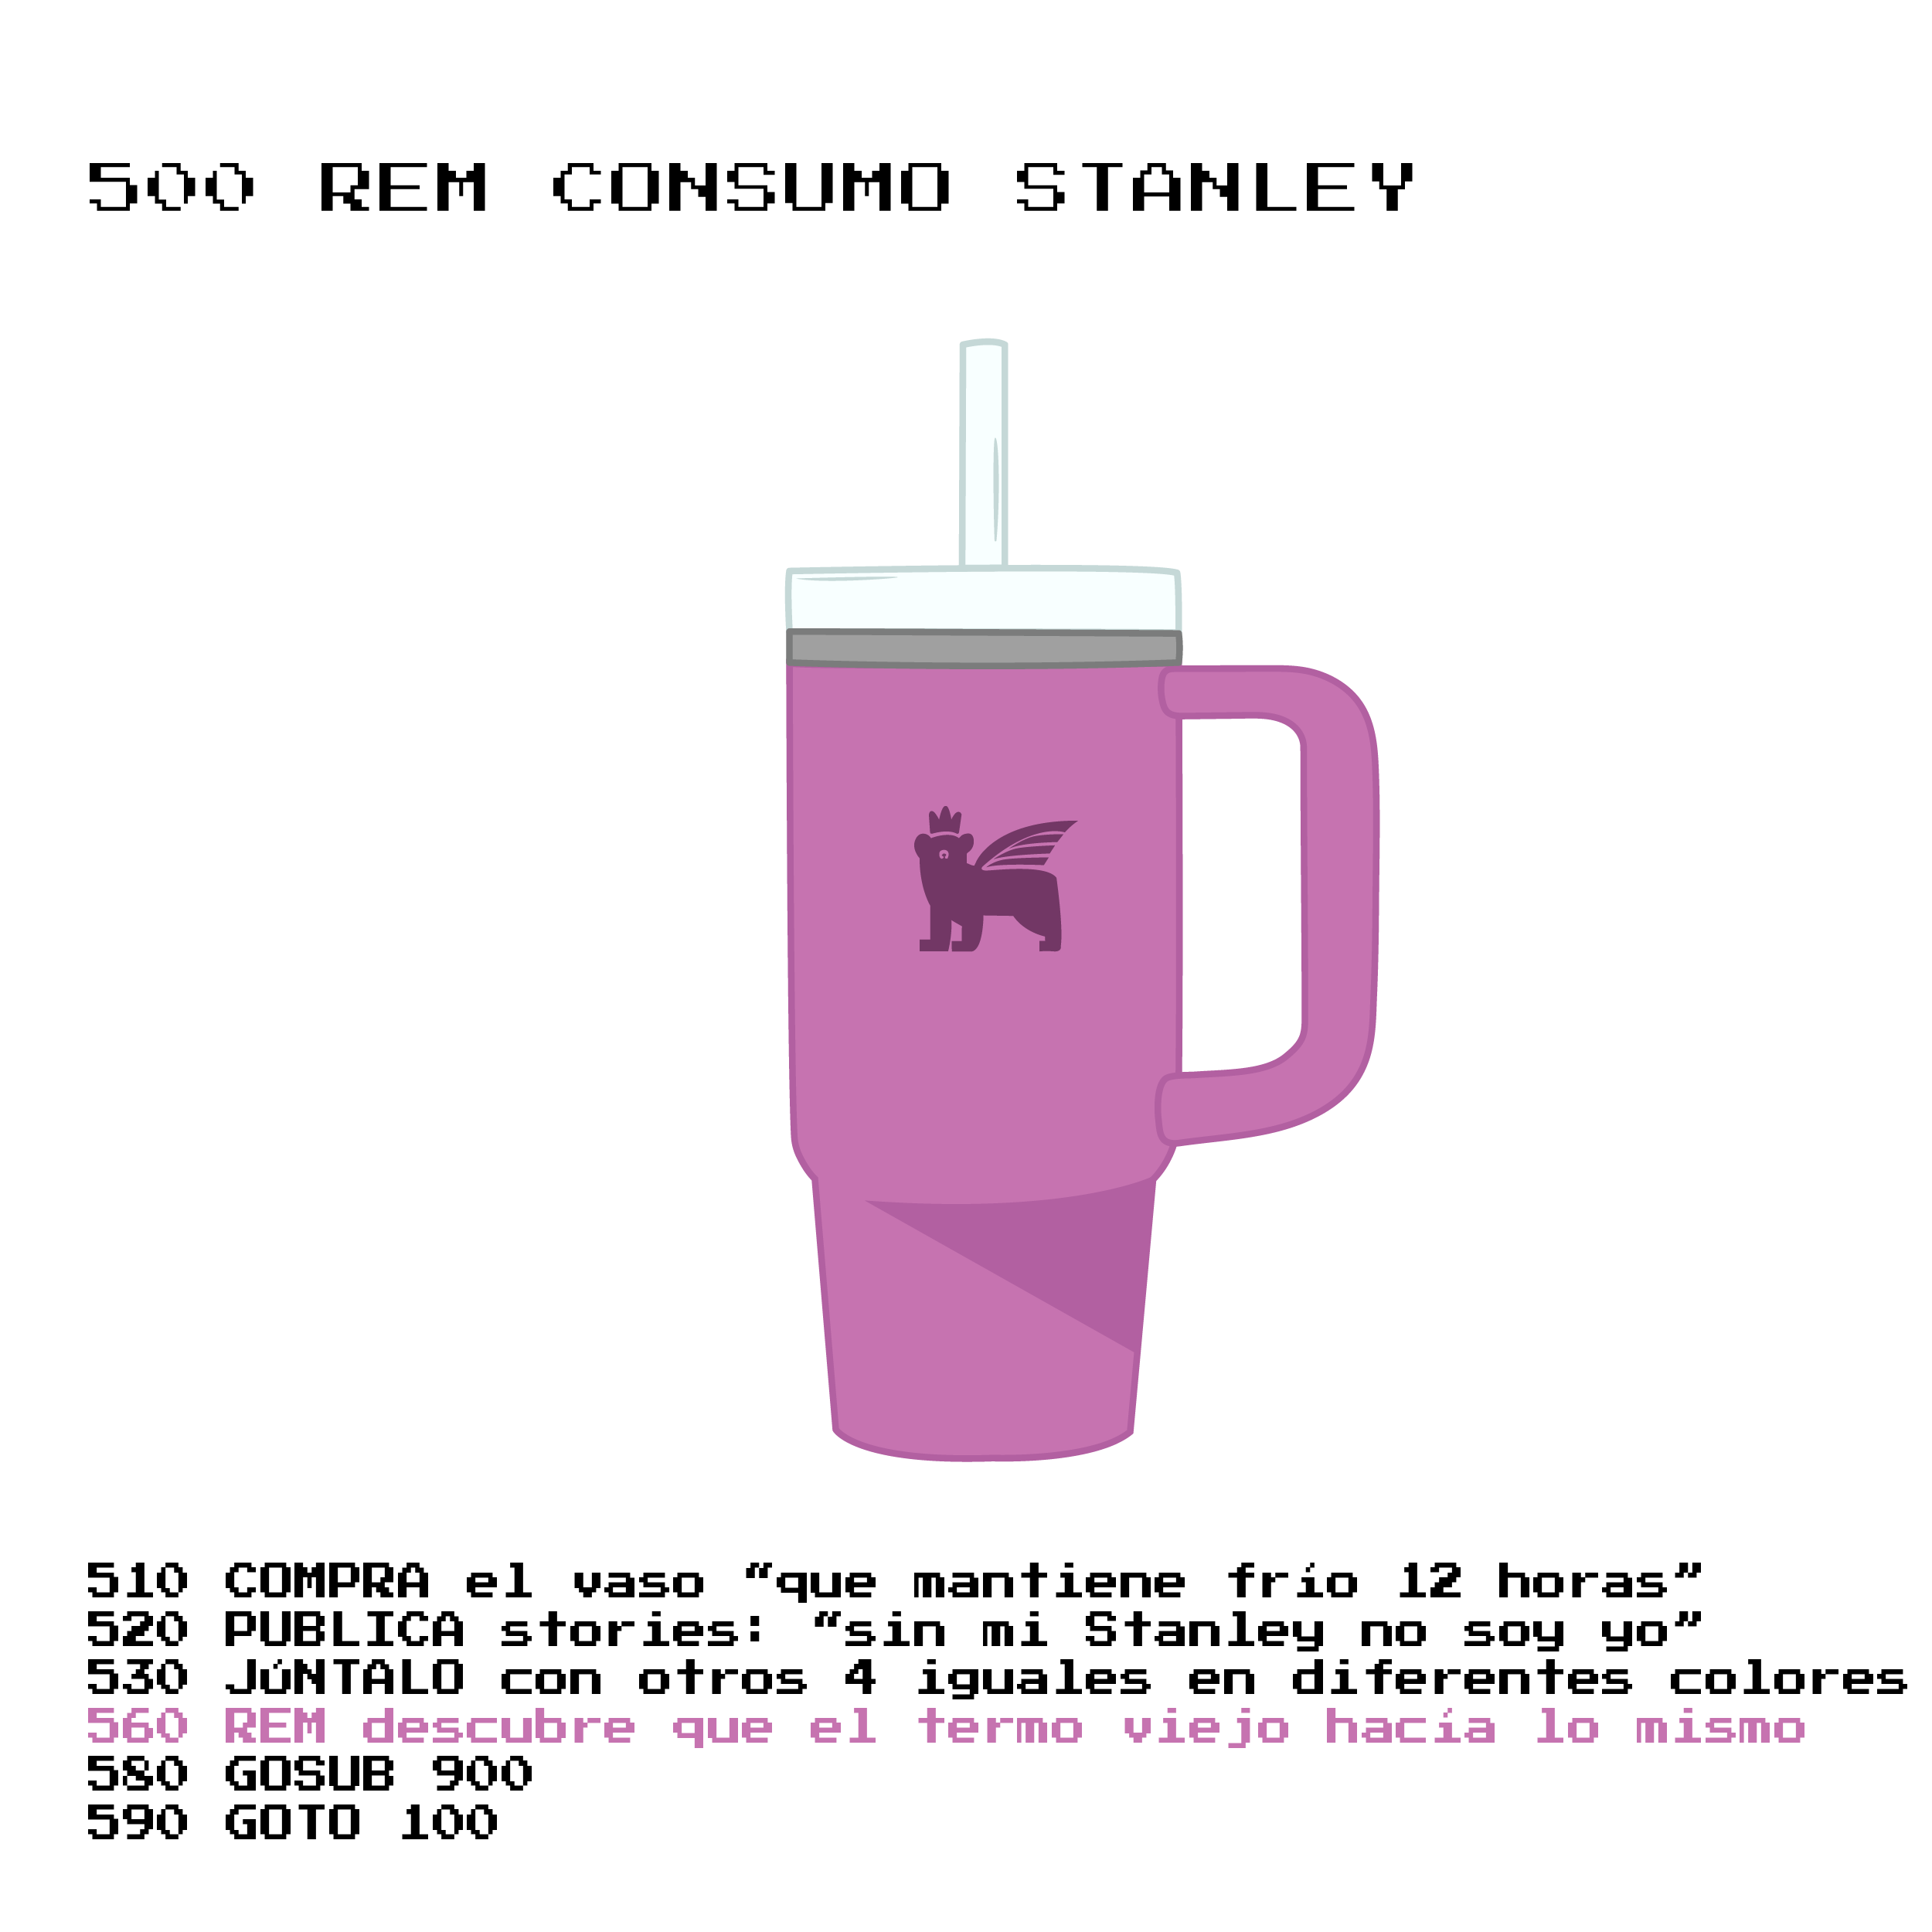 500 REM CONSUMO STANLEY
510 COMPRA el vaso “que mantiene frío 12 horas”
520 PUBLICA stories: “sin mi Stanley no soy yo”
530 JÚNTALO con otros 4 iguales en diferentes colores
560 REM descubre que el termo viejo hacía lo mismo
580 GOSUB 900
590 GOTO 100